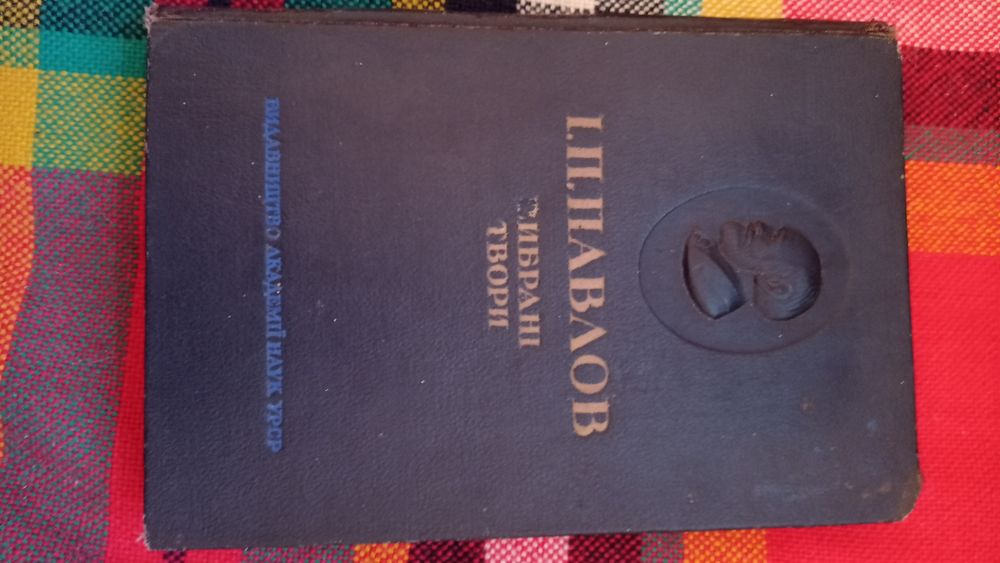 І. П. ПАВЛОВ
ВИБРАНІ
ТВОРИ
ВИДАВНИЦТВО АКАДЕМІЇ НАУК УРСР